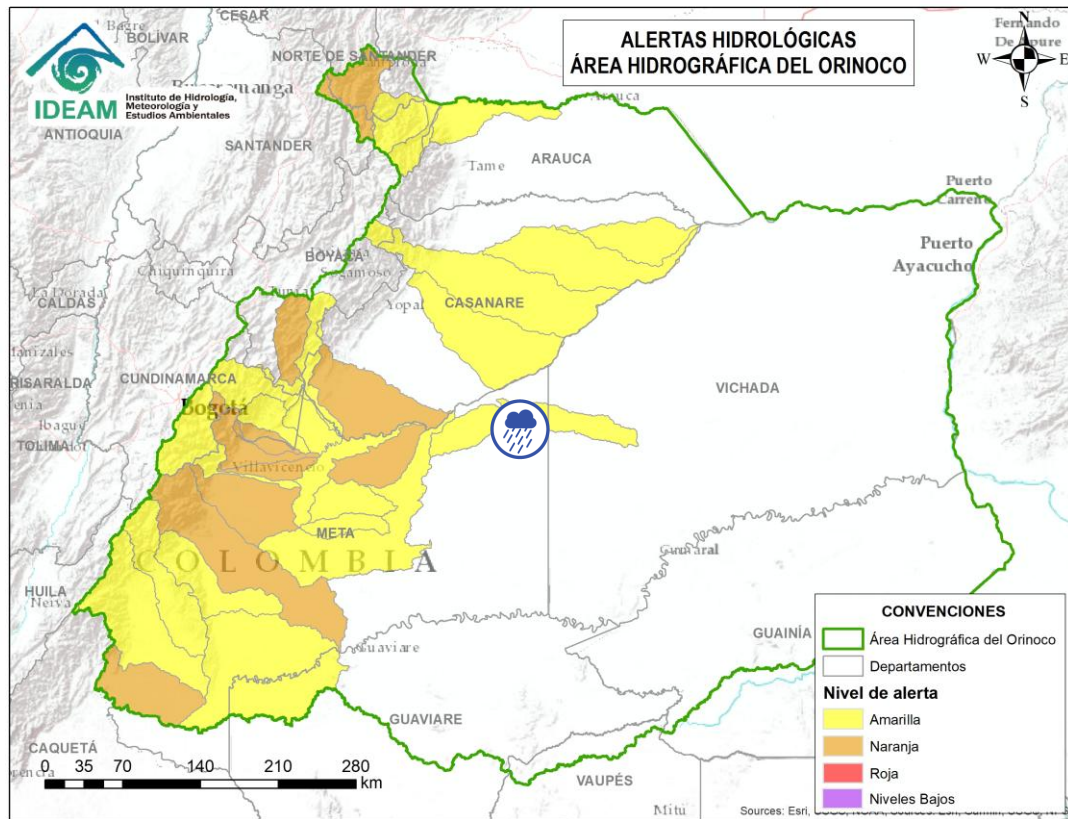 ALERTAS HIDROLÓGICAS
ÁREA HIDROGRÁFICA DEL ORINOCO
IDEAM
Instituto de Hidrología,
Meteorología y
Estudios Ambientales
N
W
E
S
CESAR
BOLÍVAR
NORTE DE SANTANDER
Fernando
De Apure
ANTIOQUIA
SANTANDER
Arauca
Tame
ARAUCA
Puerto
Carreño
Puerto
Ayacucho
BOYACÁ
Sogamoso
Chiquinquira
La Dorada
CALDAS
Tunja
Yopal
CASANARE
VICHADA
Manizales
RISARALDA
CUNDINAMARCA
Bogotá
Ibague
TOLIMA
Villavicencio
META
COLOMBIA
HUILA
Neiva
Guaviare
GUAINÍA
GUAVIARE
CAQUETÁ
VAUPÉS
Mitú
0 35 70 140 210 280
km
CONVENCIONES
Área Hidrográfica del Orinoco
Departamentos
Nivel de alerta
Amarilla
Naranja
Roja
Niveles Bajos
Sources: Esri,